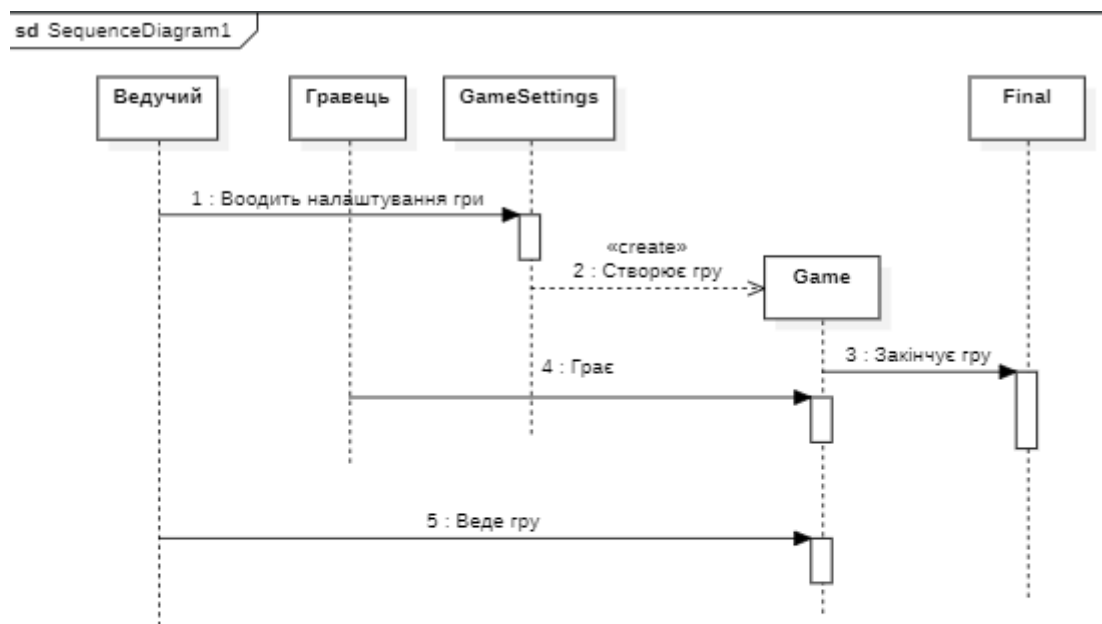 sd SequenceDiagram1
Ведучий
Гравець
GameSettings
Final
1 : Воодить налаштування гри
«create»
2 : Створює гру
Game
3 : Закінчує гру
4 : Грає
5 : Веде гру